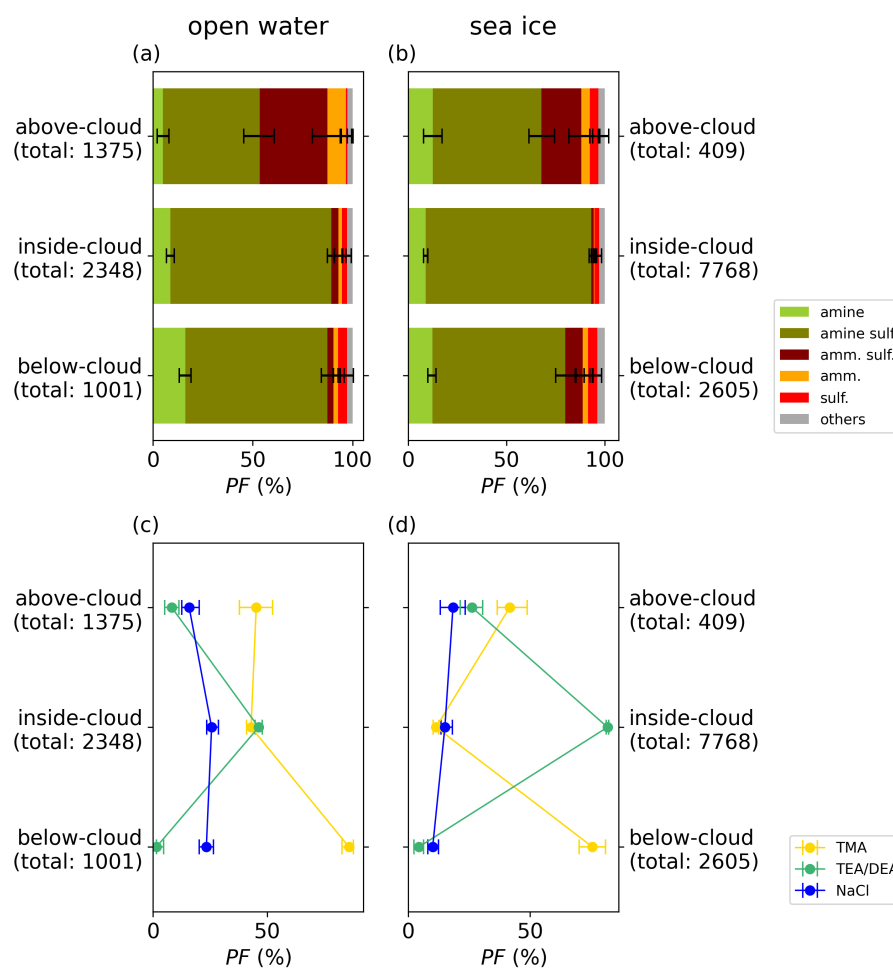 open water
sea ice
(a)
(b)
above-cloud
(total: 1375)
above-cloud
(total: 409)
inside-cloud
(total: 2348)
inside-cloud
(total: 7768)
below-cloud
(total: 1001)
below-cloud
(total: 2605)
amine
amine sulf
amm. sulf.
amm.
sulf.
others
0
50
100
0
50
100
PF (%)
PF (%)
(c)
(d)
above-cloud
(total: 1375)
above-cloud
(total: 409)
inside-cloud
(total: 2348)
inside-cloud
(total: 7768)
below-cloud
(total: 1001)
below-cloud
(total: 2605)
TMA
TEA/DEA
NaCl
0
50
0
50
PF (%)
PF (%)